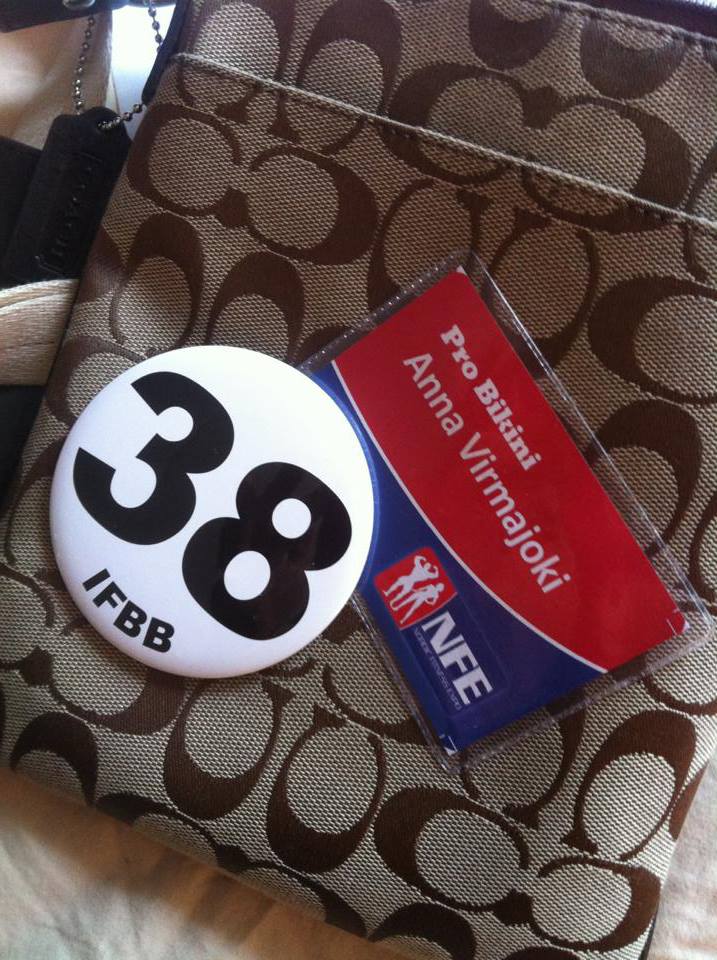 38
IFBB
Pro Bikini
Anna Virmajoki
NFE